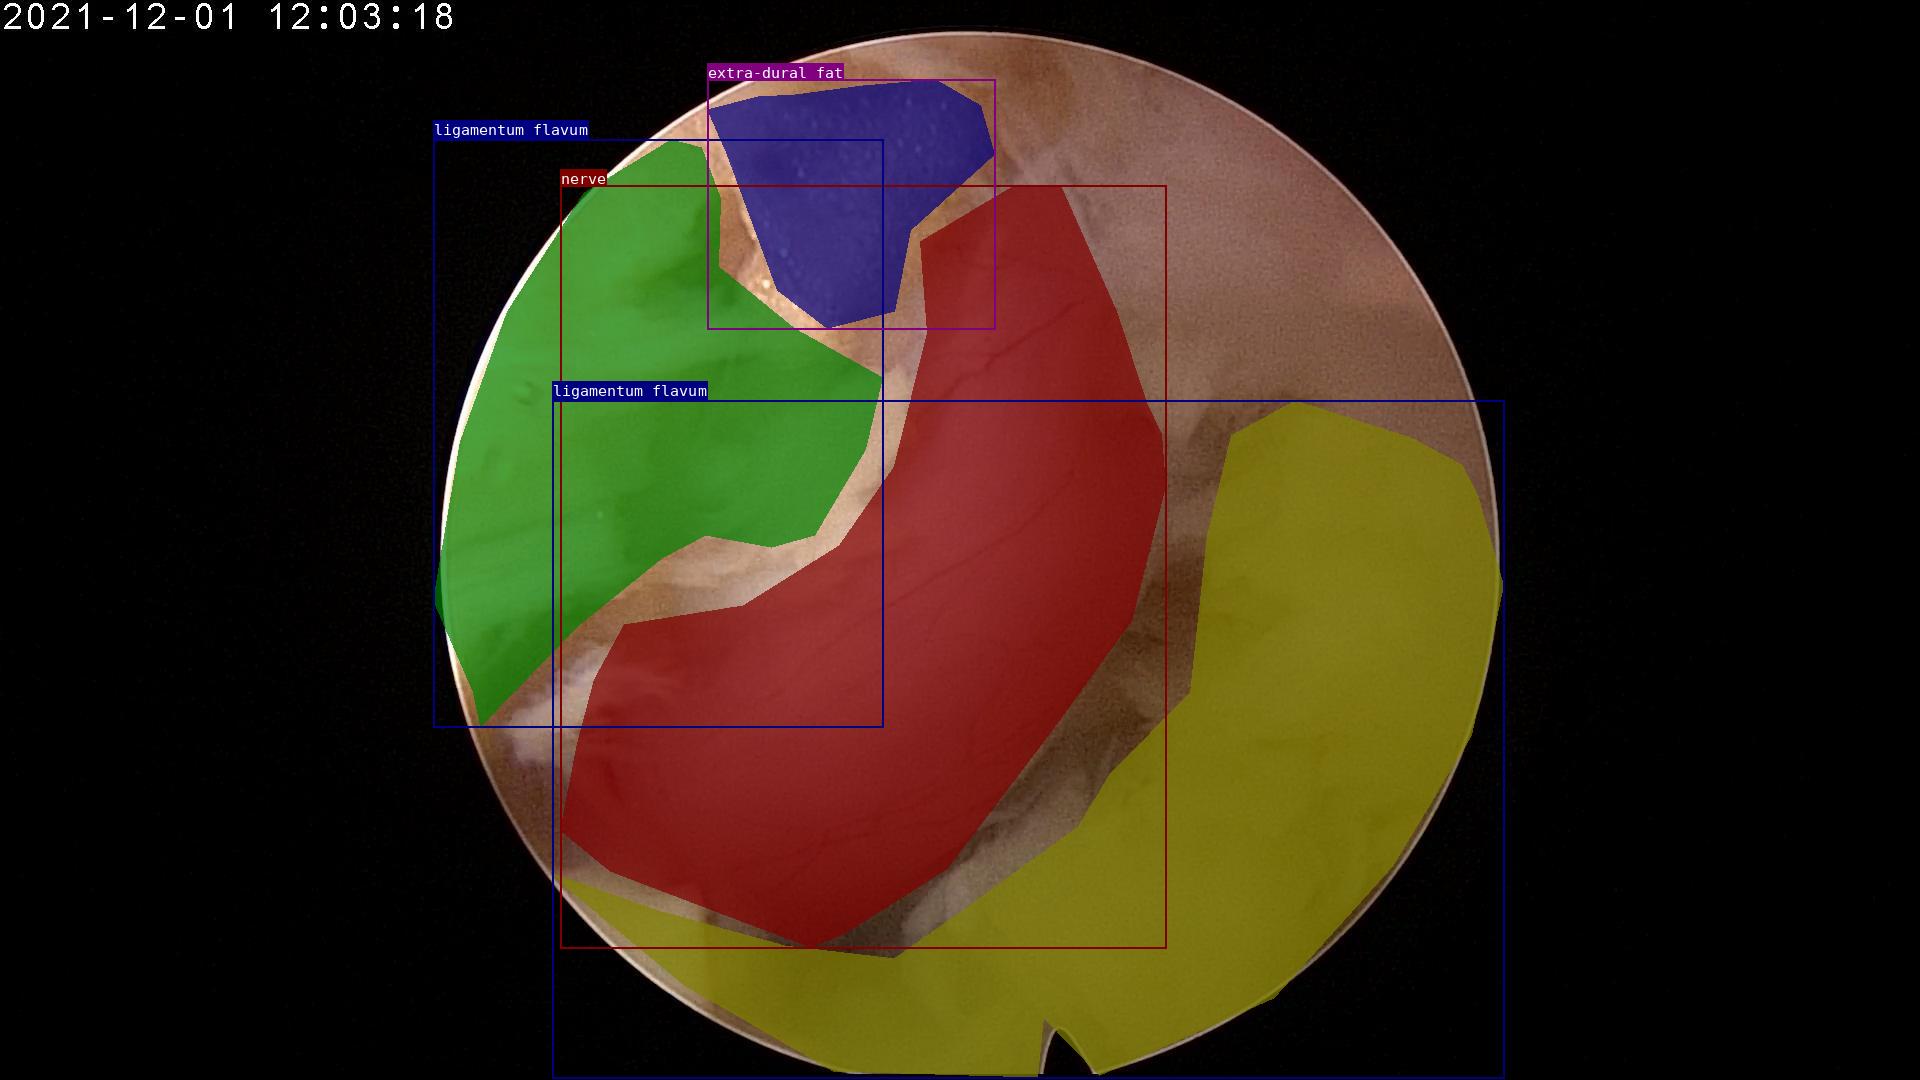 2021-12-01 12:03:18
extra-dural fat
ligamentum flavum
nerve
ligamentum flavum